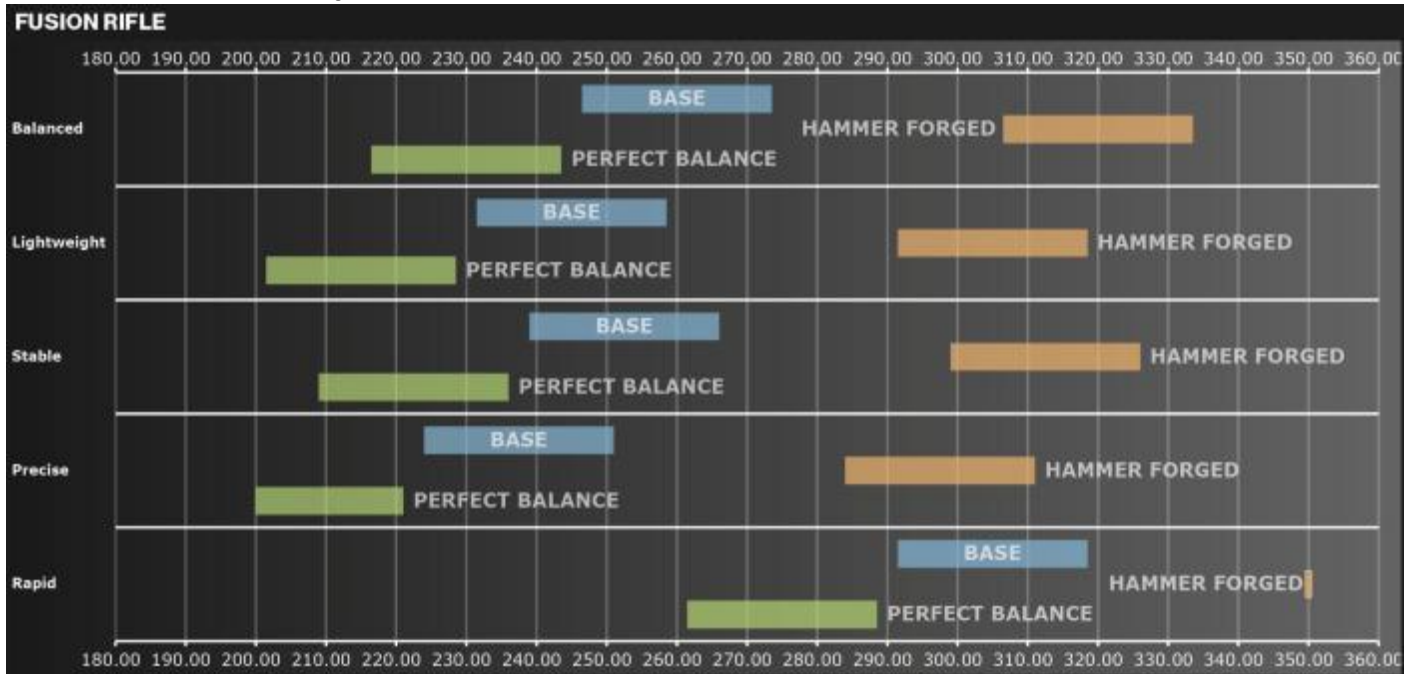 FUSION RIFLE
180.00 190.00 200.00 210.00 220.00 230.00 240.00 250.00 260.00 270.00 280.00 290.00 300.00 310.00 320.00 330.00 340.00 350.00 360.00
BASE
Balanced HAMMER FORGED
PERFECT BALANCE
BASE
Lightweight HAMMER FORGED
PERFECT BALANCE
BASE
Stable HAMMER FORGED
PERFECT BALANCE
BASE
Precise HAMMER FORGED
PERFECT BALANCE
BASE
Rapid HAMMER FORGED
PERFECT BALANCE
180.00 190.00 200.00 210.00 220.00 230.00 240.00 250.00 260.00 270.00 280.00 290.00 300.00 310.00 320.00 330.00 340.00 350.00 360.00